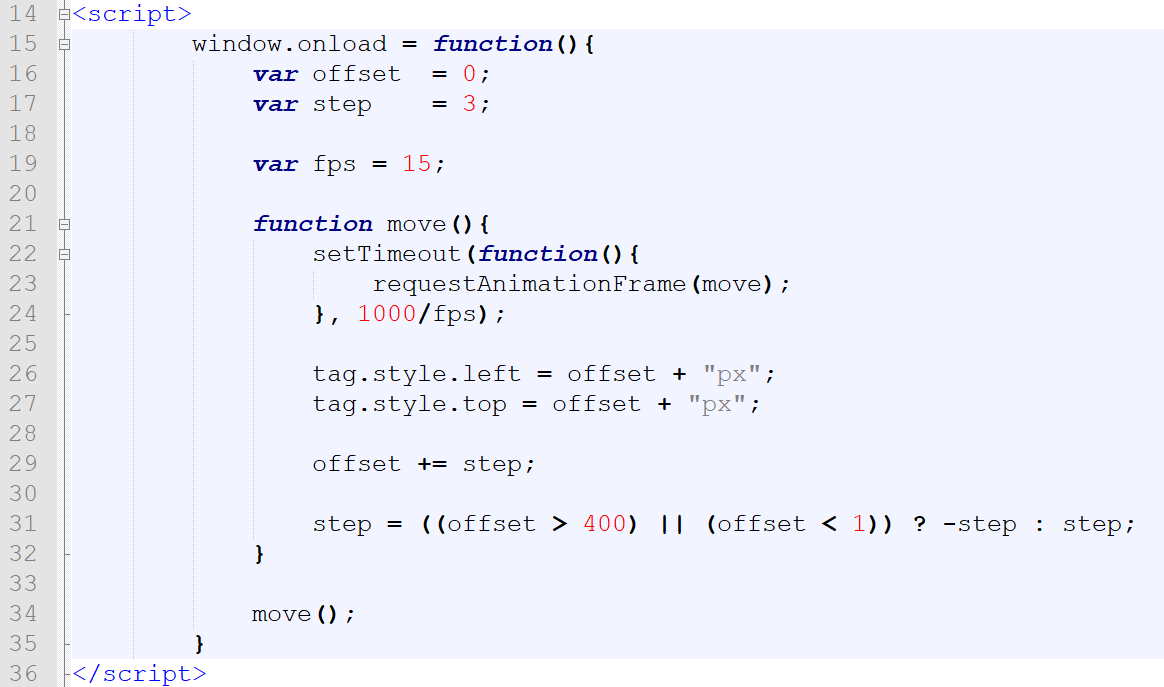 14 <script>
15         window.onload = function(){
16             var offset  = 0;
17             var step    = 3;
18
19             var fps = 15;
20
21             function move(){
22                 setTimeout(function(){
23                     requestAnimationFrame(move);
24                 }, 1000/fps);
25
26                 tag.style.left = offset + "px";
27                 tag.style.top = offset + "px";
28
29                 offset += step;
30
31                 step = ((offset > 400) || (offset < 1)) ? -step : step;
32             }
33
34             move();
35         }
36 </script>